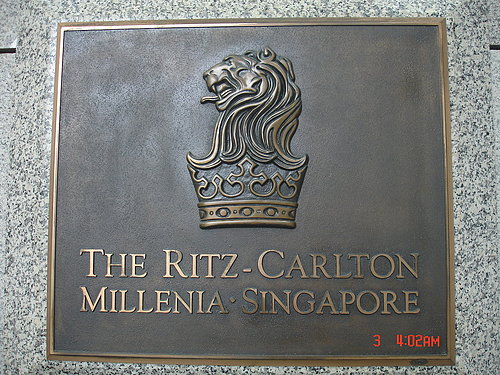 THE RITZ-CARLTON
MILLENIA · SINGAPORE
3 4:02AM